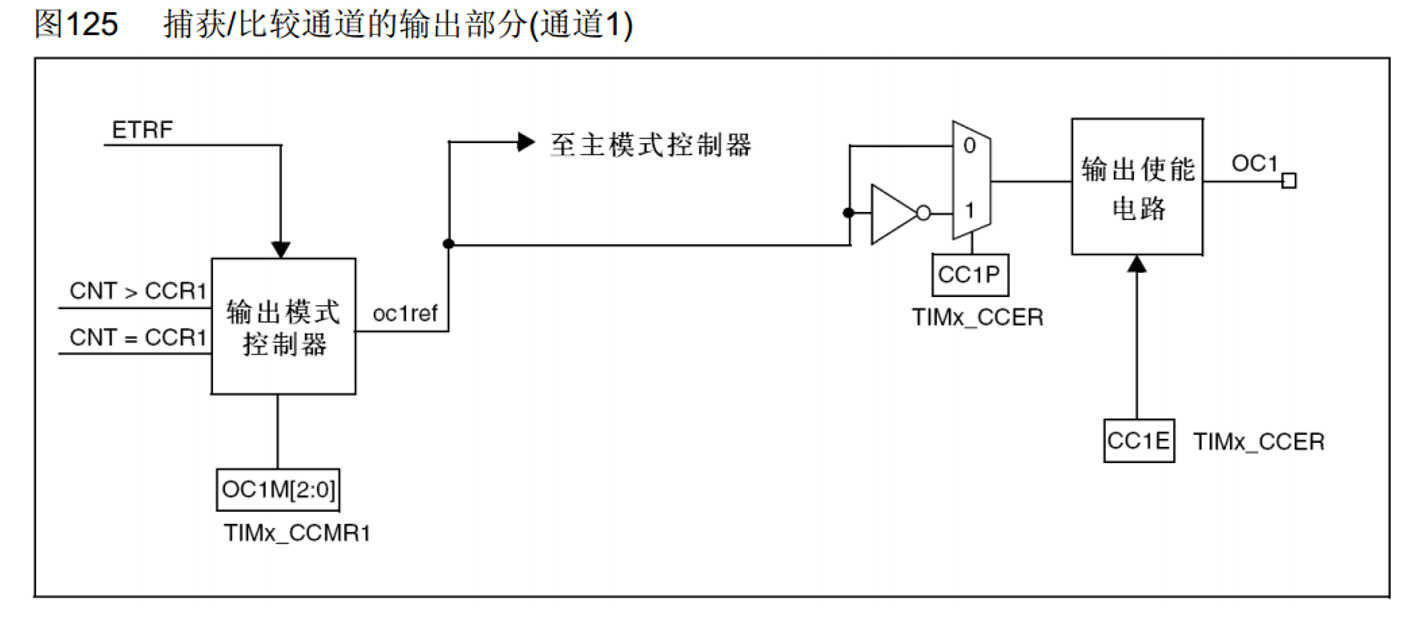 图125 捕获/比较通道的输出部分(通道1)
ETRF
至主模式控制器
0
1
输出使能
电路
OC1
CNT > CCR1
CNT = CCR1
输出模式
控制器
oc1ref
CC1P
TIMx_CCER
CC1E
TIMx_CCER
OC1M[2:0]
TIMx_CCMR1